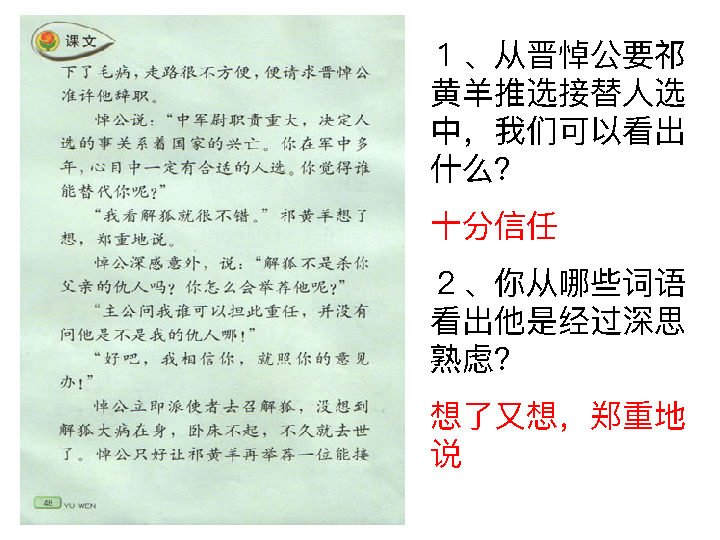 课文
下了毛病，走路很不方便，便请求晋悼公
准许他辞职。
悼公说：“中军尉职责重大，决定人
选的事关系着国家的兴亡。你在军中多
年，心目中一定有合适的人选。你觉得谁
能替代你呢？”
“我看解狐就很不错。”祁黄羊想了
想，郑重地说。
悼公深感意外，说：“解狐不是杀你
父亲的仇人吗？你怎么会举荐他呢？”
“主公问我谁可以担此重任，并没有
问他是不是我的仇人哪！”
“好吧，我相信你，就照你的意见
办！”
悼公立即派使者去召解狐，没想到
解狐大病在身，卧床不起，不久就去世
了。悼公只好让祁黄羊再举荐一位能接
48 YU WEN
１、从晋悼公要祁
黄羊推选接替人选
中，我们可以看出
什么？
十分信任
２、你从哪些词语
看出他是经过深思
熟虑？
想了又想，郑重地
说